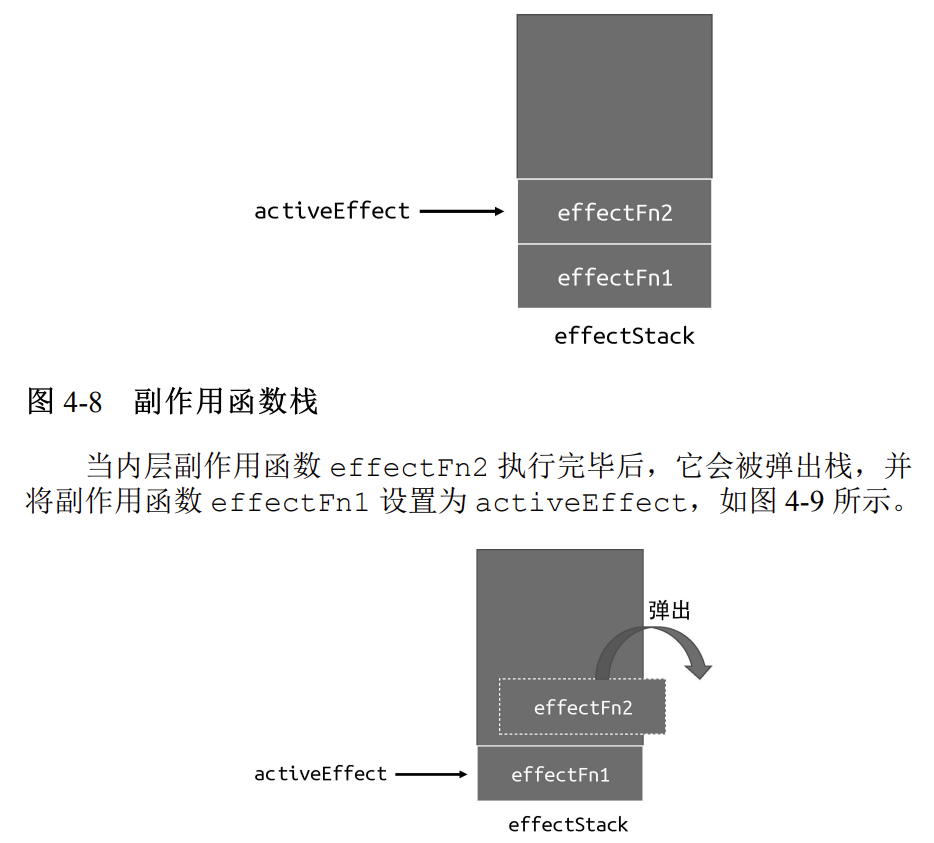 activeEffect
effectFn2
effectFn1
effectStack
图 4-8 副作用函数栈
当内层副作用函数 effectFn2 执行完毕后，它会被弹出栈，并
将副作用函数 effectFn1 设置为 activeEffect，如图 4-9 所示。
弹出
effectFn2
activeEffect
effectFn1
effectStack